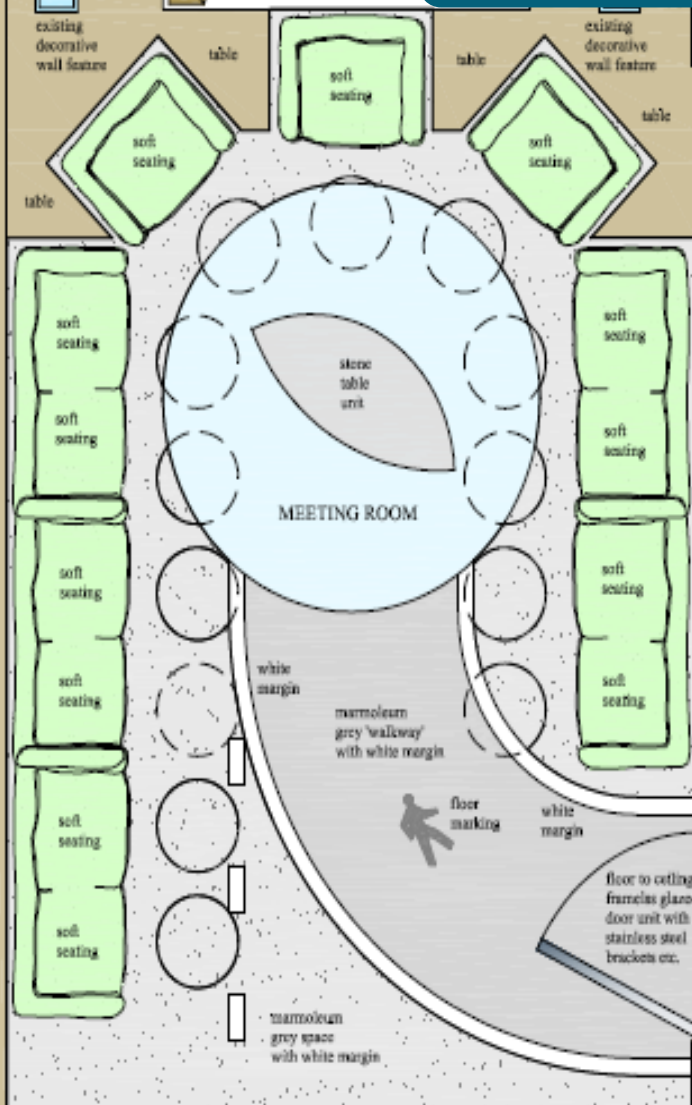 existing
decorative
wall feature
table
soft
seating
table
existing
decorative
wall feature
table
soft
seating
soft
seating
table
soft
seating
soft
seating
stone
table
unit
soft
seating
soft
seating
MEETING ROOM
soft
seating
soft
seating
soft
seating
soft
seating
white
margin
marmoleum
grey 'walkway'
with white margin
floor
marking
white
margin
soft
seating
soft
seating
floor to ceiling
door unit with
stainless steel
brackets etc.
marmoleum
grey space
with white margin